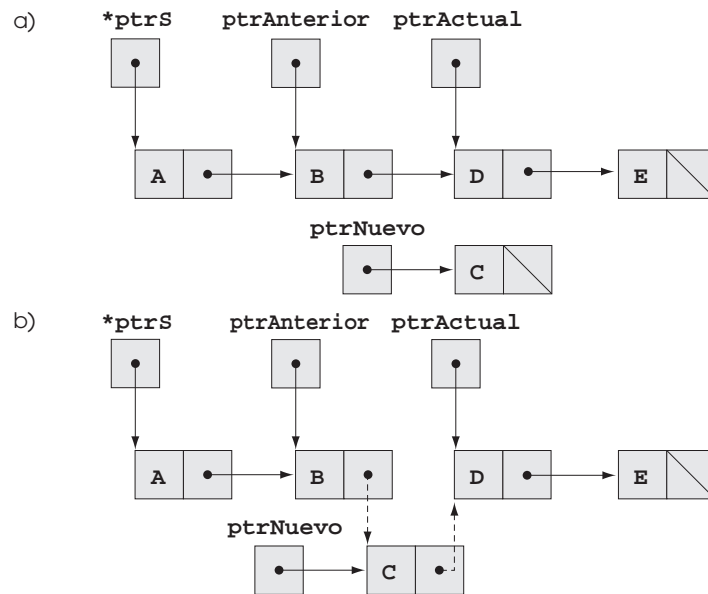 a)
*ptrS ptrAnterior ptrActual
A B D E
ptrNuevo
C
b)
*ptrS ptrAnterior ptrActual
A B D E
ptrNuevo
C